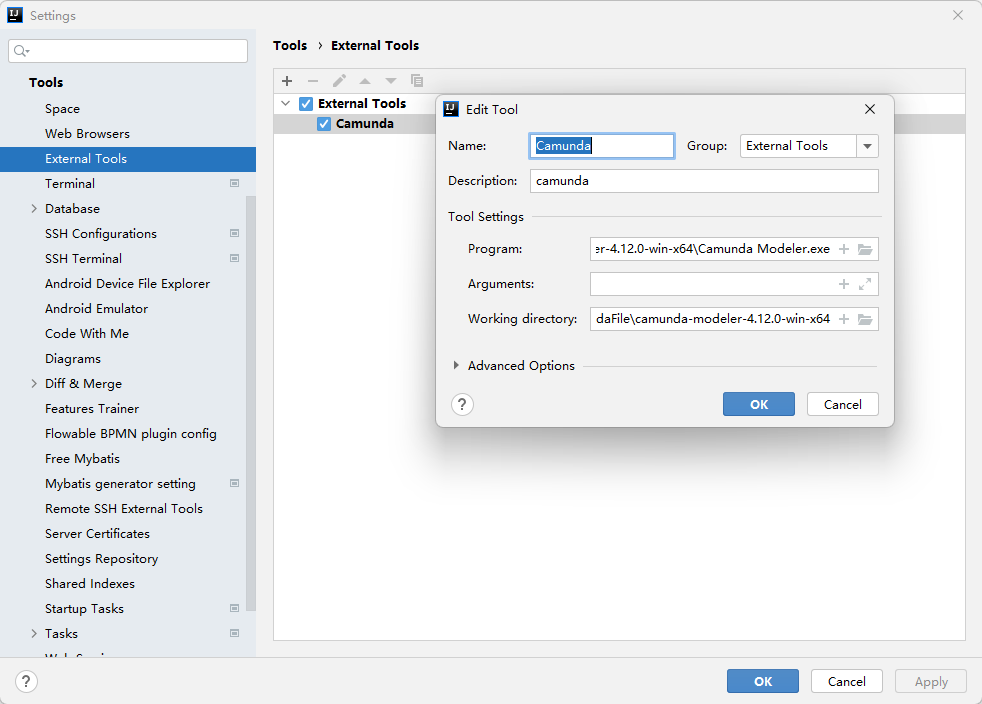 Settings
Tools › External Tools
Tools
Space
Web Browsers
External Tools
Terminal
Database
SSH Configurations
SSH Terminal
Android Device File Explorer
Android Emulator
Code With Me
Diagrams
Diff & Merge
Features Trainer
Flowable BPMN plugin config
Free Mybatis
Mybatis generator setting
Remote SSH External Tools
Server Certificates
Settings Repository
Shared Indexes
Startup Tasks
Tasks
External Tools
Camunda
Edit Tool
Name: Camunda Group: External Tools
Description: camunda
Tool Settings
Program: er-4.12.0-win-x64\Camunda Modeler.exe
Arguments:
Working directory: daFile\camunda-modeler-4.12.0-win-x64
Advanced Options
? OK Cancel
? OK Cancel Apply